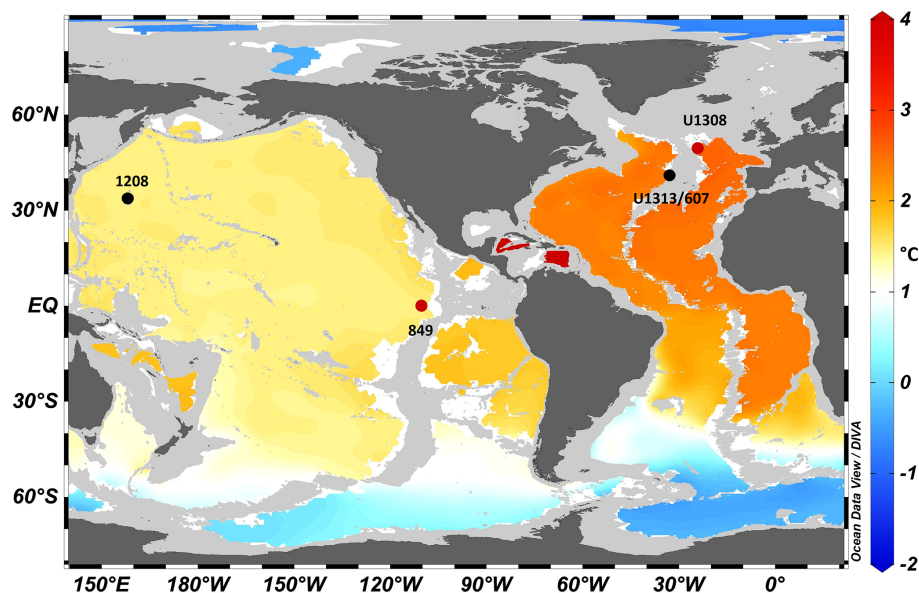 4
60°N
U1308
3
1208
30°N
U1313/607
2
°C
EQ
849
1
30°S
0
60°S
-1
Ocean Data View / DIVA
-2
150°E 180°W 150°W 120°W 90°W 60°W 30°W 0°